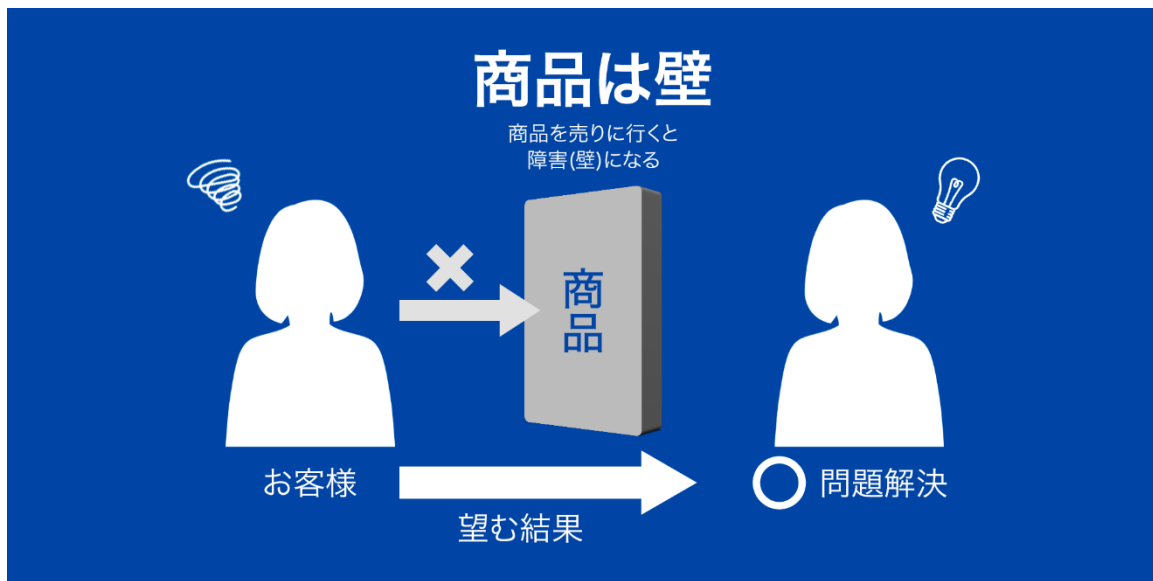 商品は壁
商品を売りに行くと
障害(壁)になる
商品
お客様
望む結果
問題解決